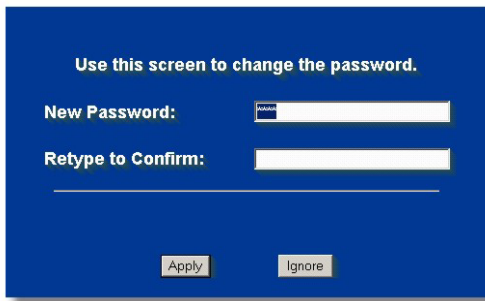 Use this screen to change the password.
New Password: ****
Retype to Confirm:
Apply Ignore